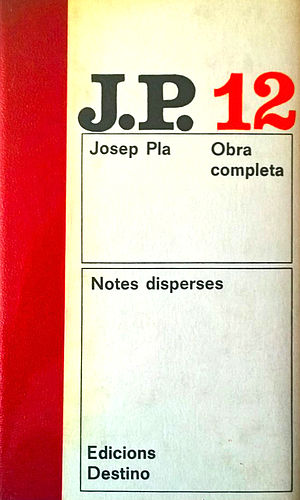 J.P. 12
Josep Pla Obra
completa
Notes disperses
Edicions
Destino